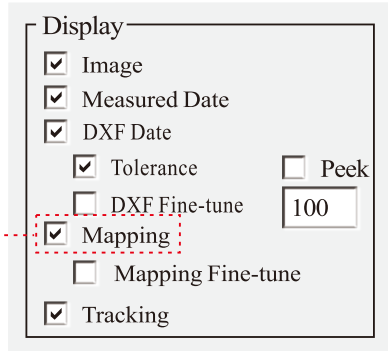 Display
Image
Measured Date
DXF Date
Tolerance Peek
DXF Fine-tune 100
Mapping
Mapping Fine-tune
Tracking